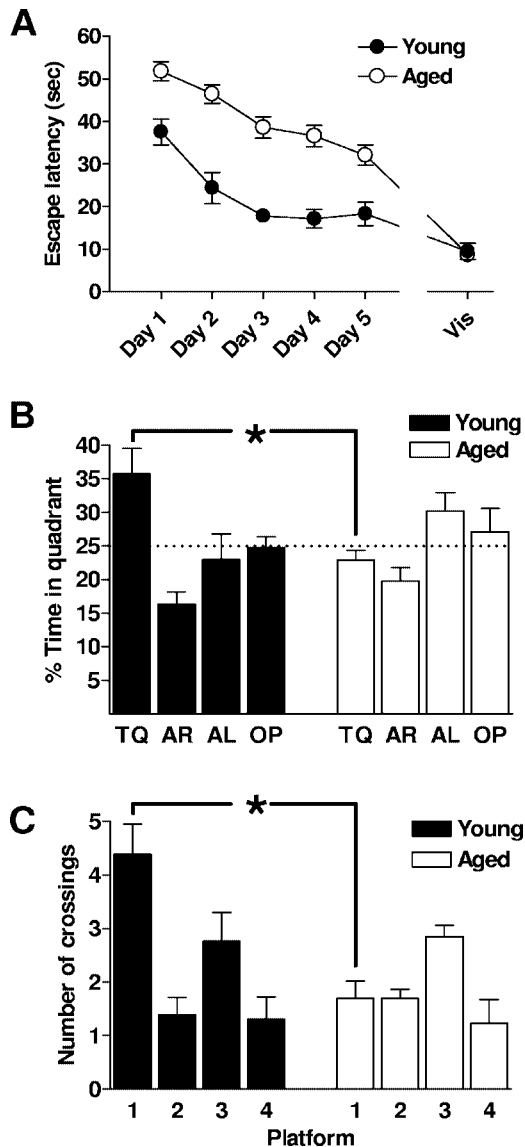 A
60
50
40
30
20
10
0
Escape latency (sec)
Young
Aged
Day 1
Day 2
Day 3
Day 4
Day 5
Vis
B
40
35
30
25
20
15
10
5
% Time in quadrant
*
Young
Aged
TQ AR AL OP TQ AR AL OP
C
5
4
3
2
1
0
Number of crossings
*
Young
Aged
1 2 3 4 1 2 3 4
Platform